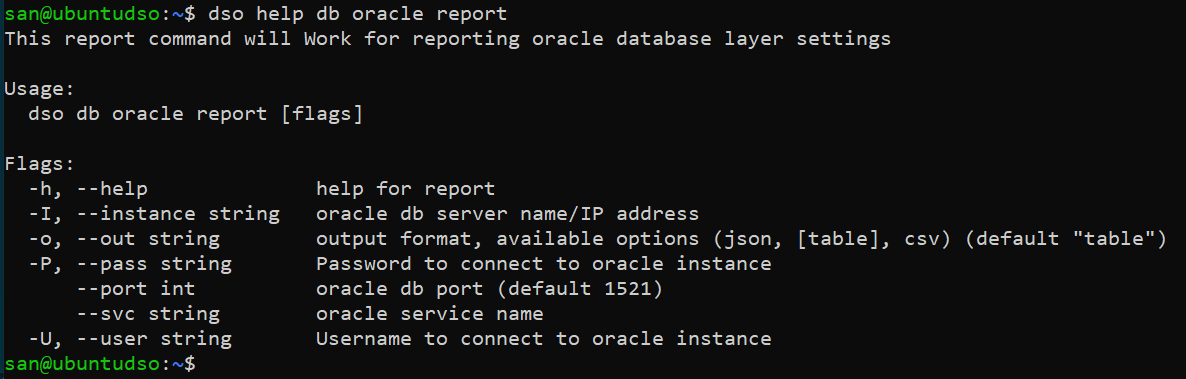 san@ubuntudso:~$ dso help db oracle report
This report command will Work for reporting oracle database layer settings
Usage:
  dso db oracle report [flags]
Flags:
  -h, --help              help for report
  -I, --instance string   oracle db server name/IP address
  -o, --out string        output format, available options (json, [table], csv) (default "table")
  -P, --pass string       Password to connect to oracle instance
      --port int          oracle db port (default 1521)
      --svc string        oracle service name
  -U, --user string       Username to connect to oracle instance
san@ubuntudso:~$